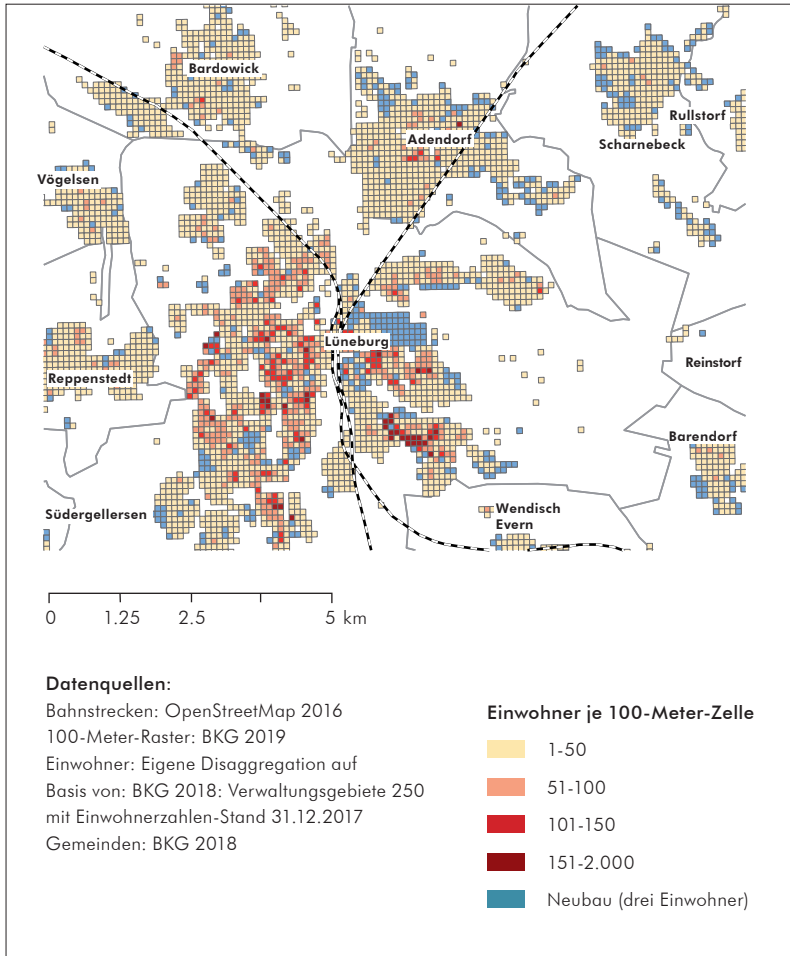 Bardowick
Rullstorf
Adendorf
Scharnebeck
Vögelsen
Lüneburg
Reinstorf
Reppenstedt
Barendorf
Südergellersen
Wendisch
Evern
0 1.25 2.5 5 km
Datenquellen:
Bahnstrecken: OpenStreetMap 2016
100-Meter-Raster: BKG 2019
Einwohner: Eigene Disaggregation auf
Basis von: BKG 2018: Verwaltungsgebiete 250
mit Einwohnerzahlen-Stand 31.12.2017
Gemeinden: BKG 2018
Einwohner je 100-Meter-Zelle
1-50
51-100
101-150
151-2.000
Neubau (drei Einwohner)